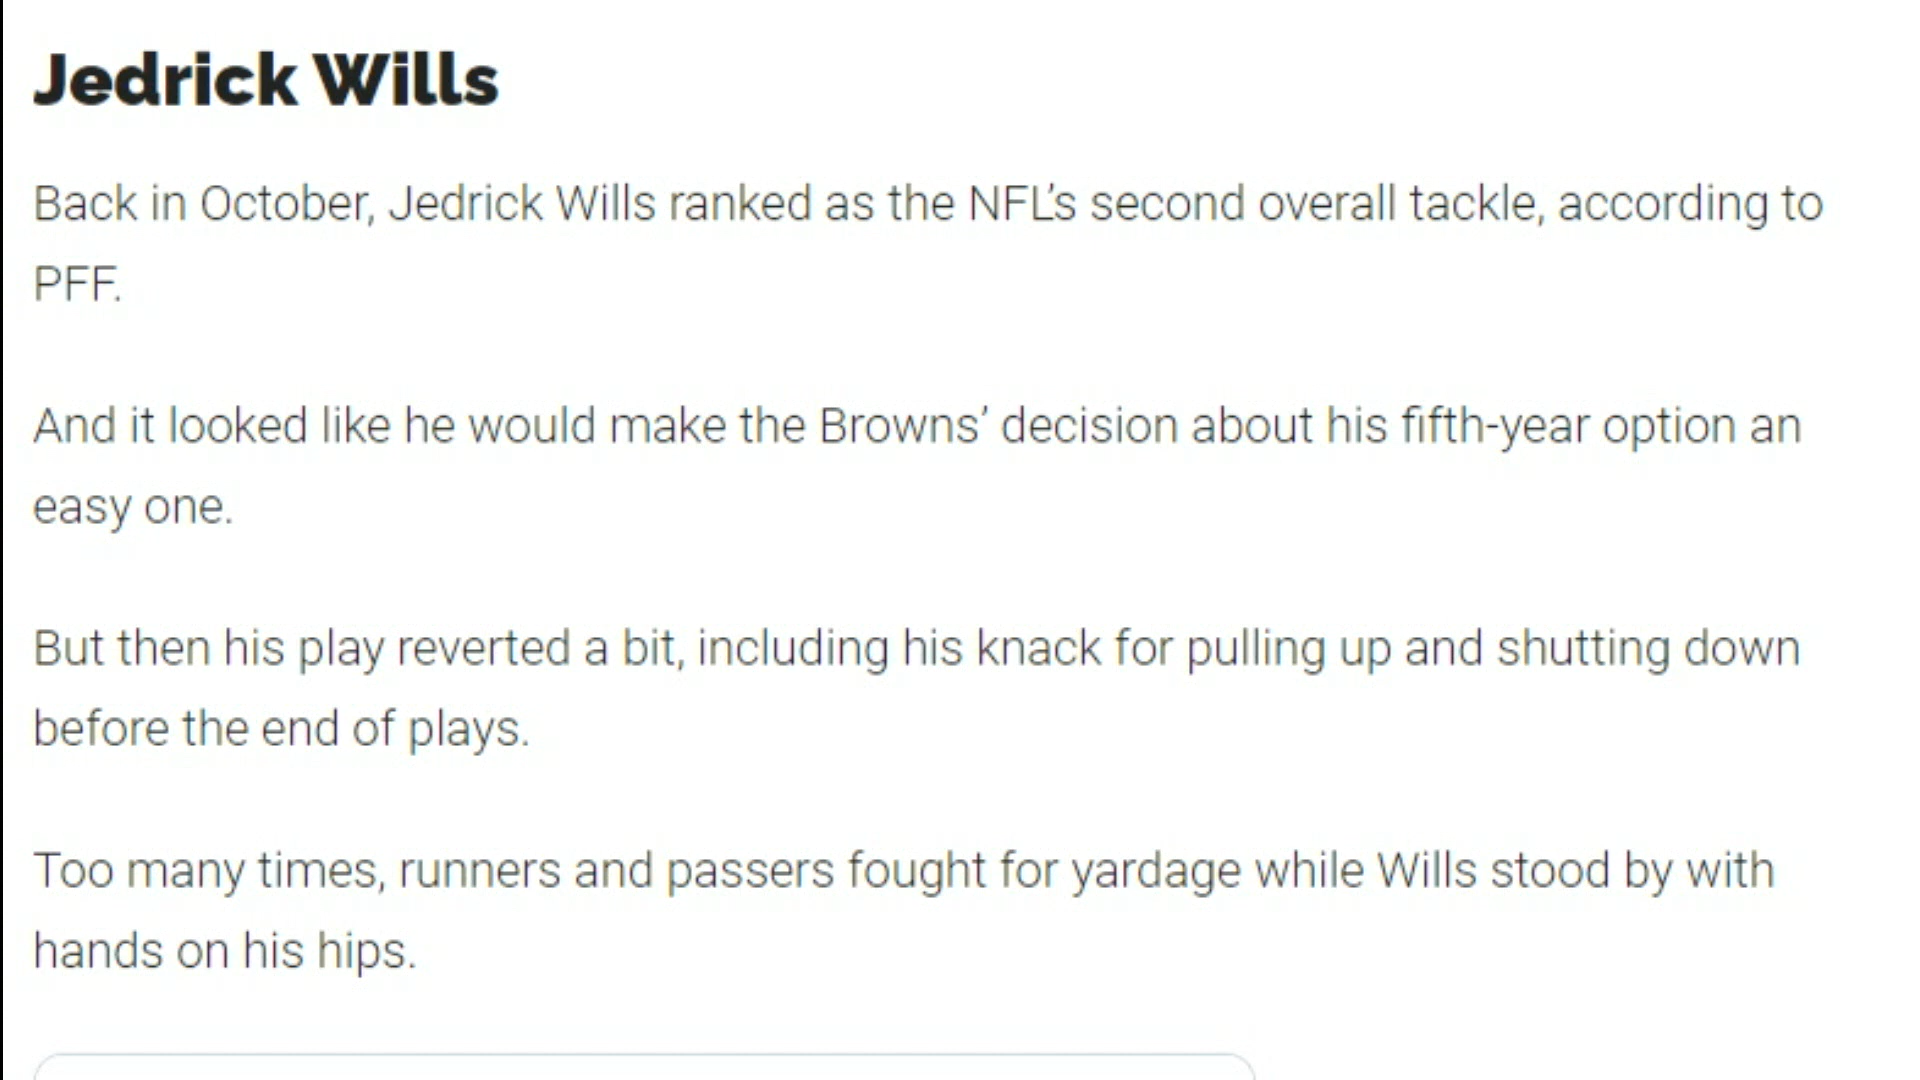 Jedrick Wills
Back in October, Jedrick Wills ranked as the NFL’s second overall tackle, according to
PFF.
And it looked like he would make the Browns’ decision about his fifth-year option an
easy one.
But then his play reverted a bit, including his knack for pulling up and shutting down
before the end of plays.
Too many times, runners and passers fought for yardage while Wills stood by with
hands on his hips.